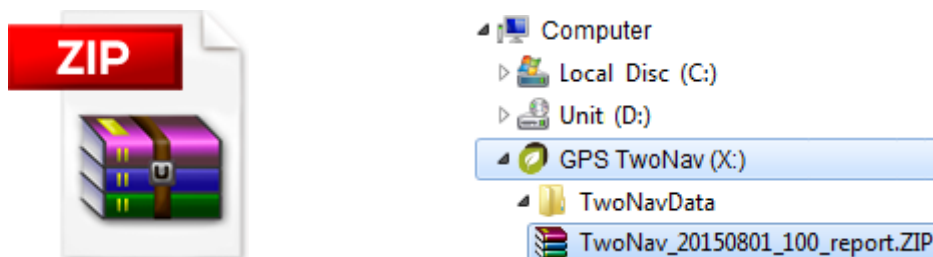 ZIP
Computer
Local Disc (C:)
Unit (D:)
GPS TwoNav (X:)
TwoNavData
TwoNav_20150801_100_report.ZIP
U